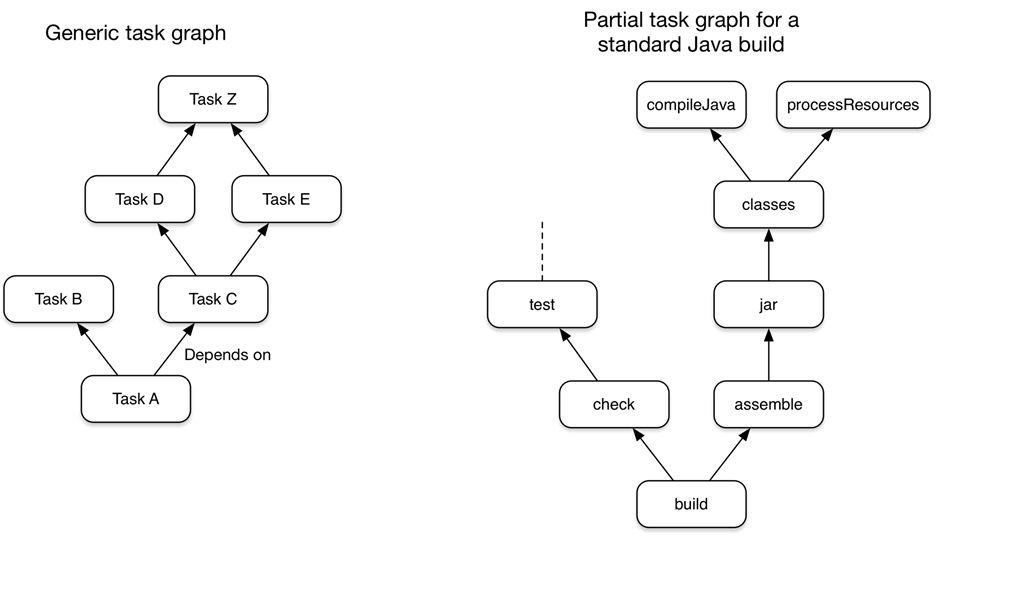 Generic task graph
Task Z
Task D
Task E
Task B
Task C
Depends on
Task A
Partial task graph for a
standard Java build
compileJava
processResources
classes
test
jar
check
assemble
build